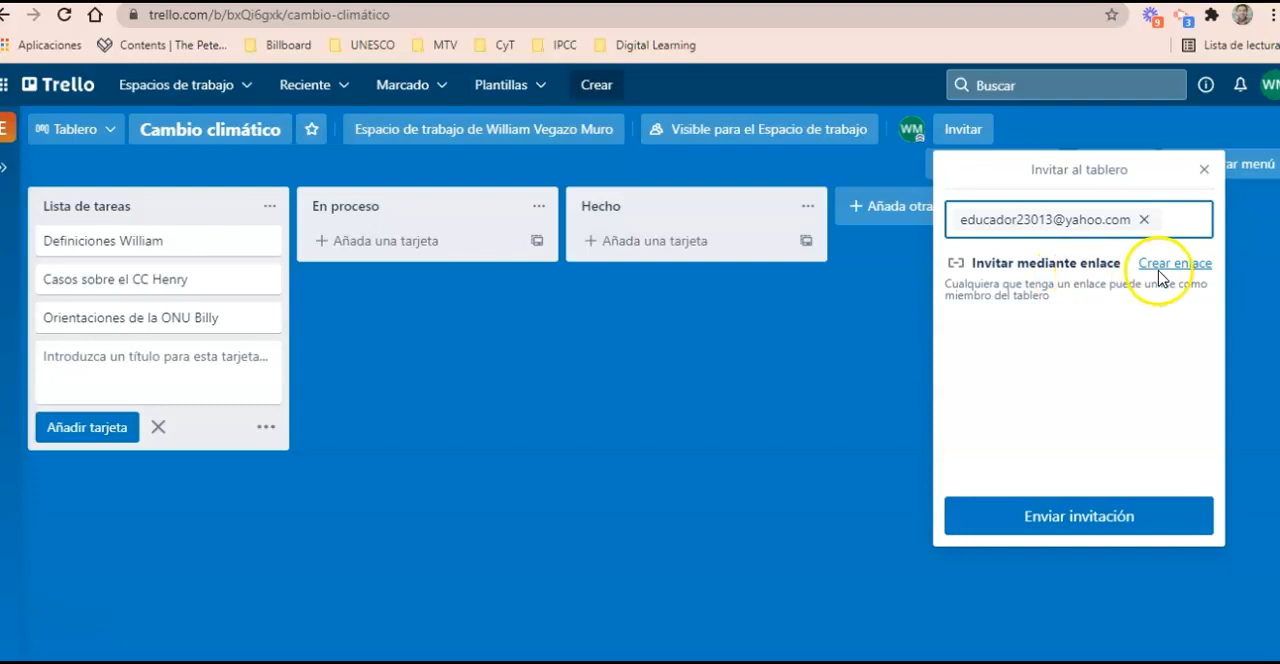 trello.com/b/bxQi6gxk/cambio-climático
9
3
Aplicaciones Contents | The Pete... Billboard UNESCO MTV CyT IPCC Digital Learning Lista de lectura
Trello Espacios de trabajo Reciente Marcado Plantillas Crear Buscar WM
E Tablero Cambio climático Espacio de trabajo de William Vegazo Muro Visible para el Espacio de trabajo WM Invitar
ar menú
Invitar al tablero
Lista de tareas
En proceso
Hecho
Añada otra
educador23013@yahoo.com
Definiciones William
Añada una tarjeta
Añada una tarjeta
Invitar mediante enlace Crear enlace
Cualquiera que tenga un enlace puede como
miembro del tablero
Casos sobre el CC Henry
Orientaciones de la ONU Billy
Introduzca un título para esta tarjeta...
Añadir tarjeta
Enviar invitación